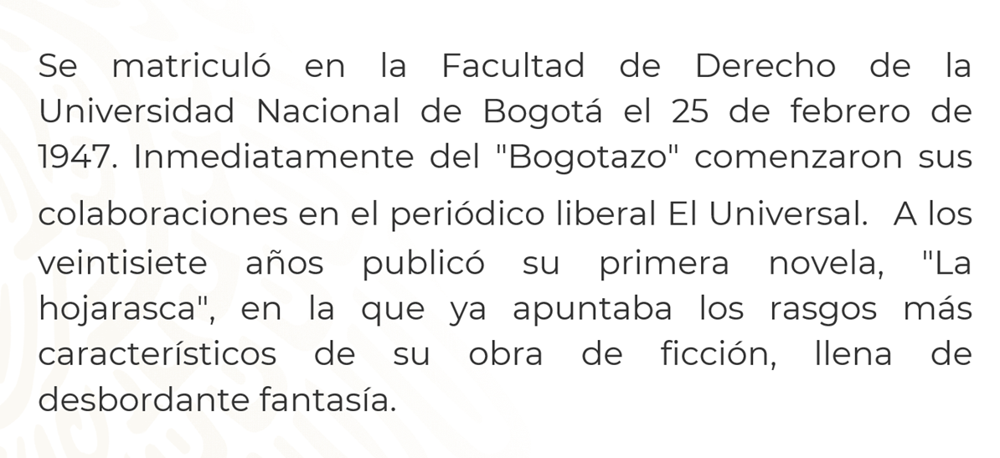 Se matriculó en la Facultad de Derecho de la
Universidad Nacional de Bogotá el 25 de febrero de
1947. Inmediatamente del "Bogotazo" comenzaron sus
colaboraciones en el periódico liberal El Universal. A los
veintisiete años publicó su primera novela, "La
hojarasca", en la que ya apuntaba los rasgos más
característicos de su obra de ficción, llena de
desbordante fantasía.